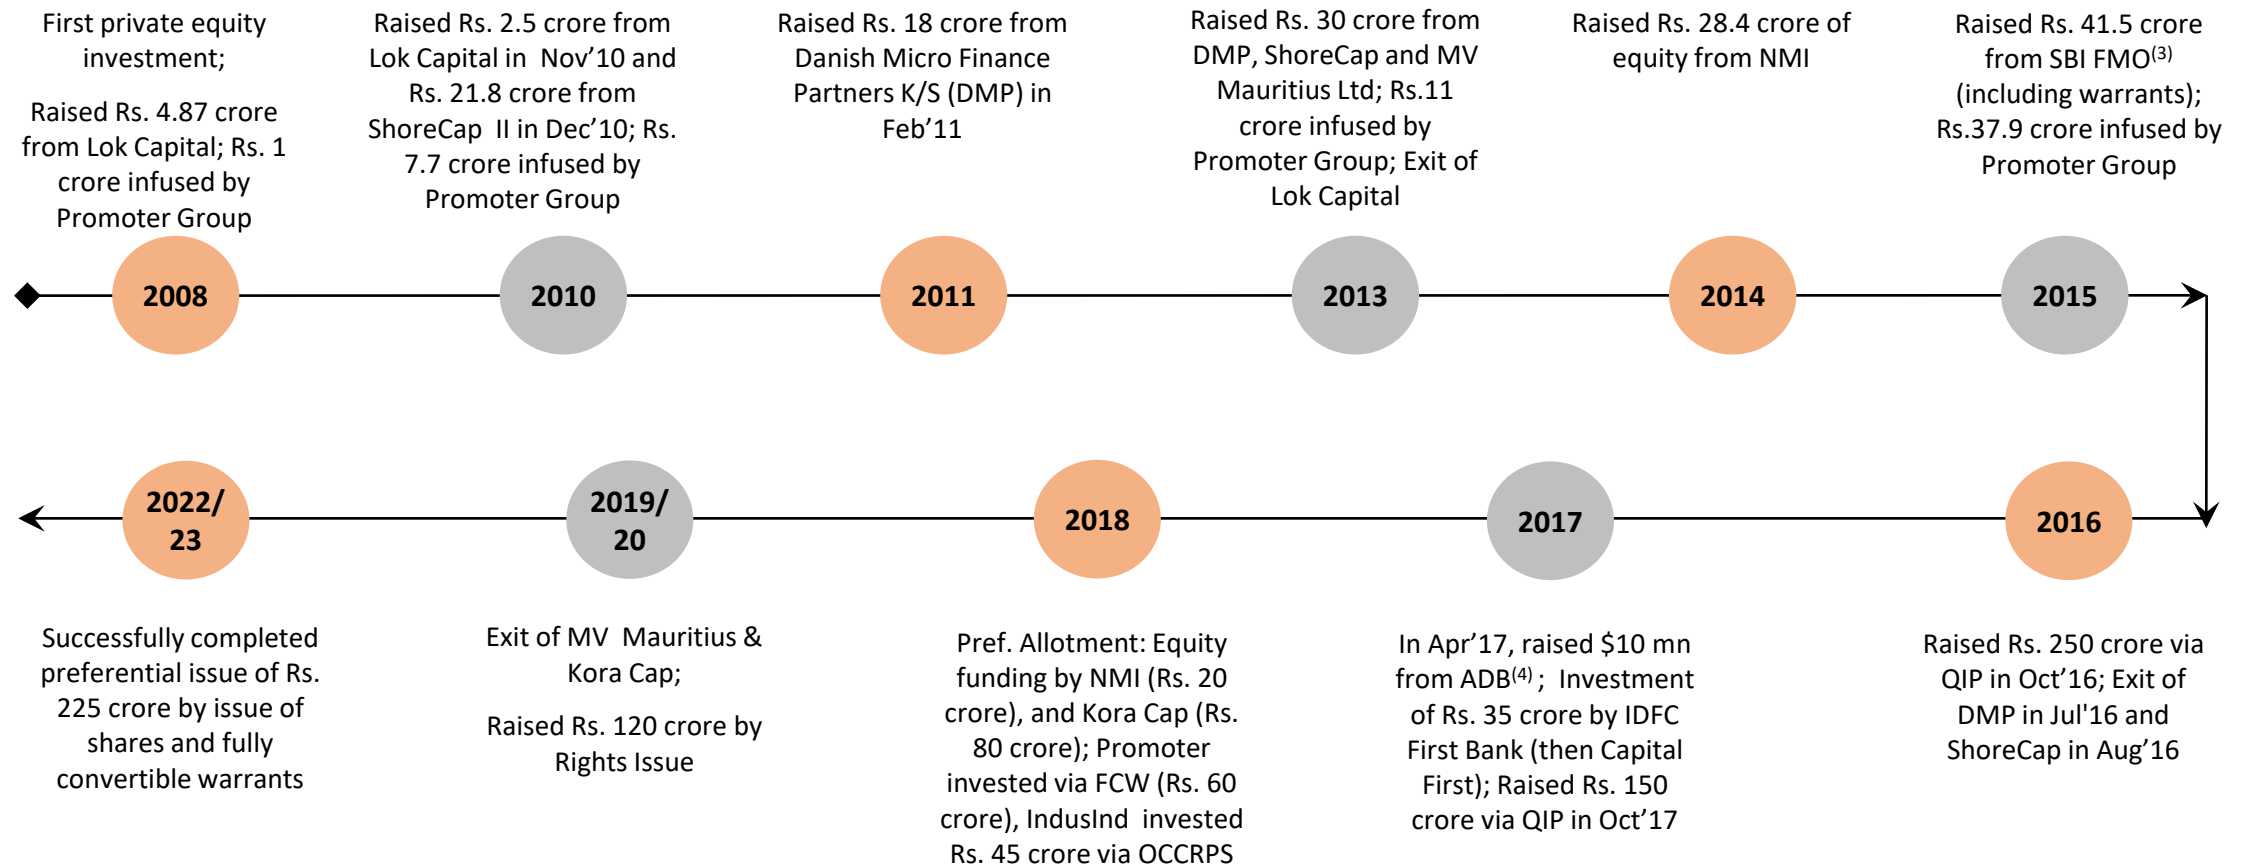 First private equity
investment;
Raised Rs. 4.87 crore
from Lok Capital; Rs. 1
crore infused by
Promoter Group
Raised Rs. 2.5 crore from
Lok Capital in  Nov’10 and
Rs. 21.8 crore from
ShoreCap  II in Dec’10; Rs.
7.7 crore infused by
Promoter Group
Raised Rs. 18 crore from
Danish Micro Finance
Partners K/S (DMP) in
Feb’11
Raised Rs. 30 crore from
DMP, ShoreCap and MV
Mauritius Ltd; Rs.11
crore infused by
Promoter Group; Exit of
Lok Capital
Raised Rs. 28.4 crore of
equity from NMI
Raised Rs. 41.5 crore
from SBI FMO(3)
(including warrants);
Rs.37.9 crore infused by
Promoter Group
2008
2010
2011
2013
2014
2015
2022/
23
2019/
20
2018
2017
2016
Successfully completed
preferential issue of Rs.
225 crore by issue of
shares and fully
convertible warrants
Exit of MV  Mauritius &
Kora Cap;
Raised Rs. 120 crore by
Rights Issue
Pref. Allotment: Equity
funding by NMI (Rs. 20
crore), and Kora Cap (Rs.
80 crore); Promoter
invested via FCW (Rs. 60
crore), IndusInd  invested
Rs. 45 crore via OCCRPS
In Apr’17, raised $10 mn
from ADB(4) ;  Investment
of Rs. 35 crore by IDFC
First Bank (then Capital
First); Raised Rs. 150
crore via QIP in Oct’17
Raised Rs. 250 crore via
QIP in Oct’16; Exit of
DMP in Jul'16 and
ShoreCap in Aug’16